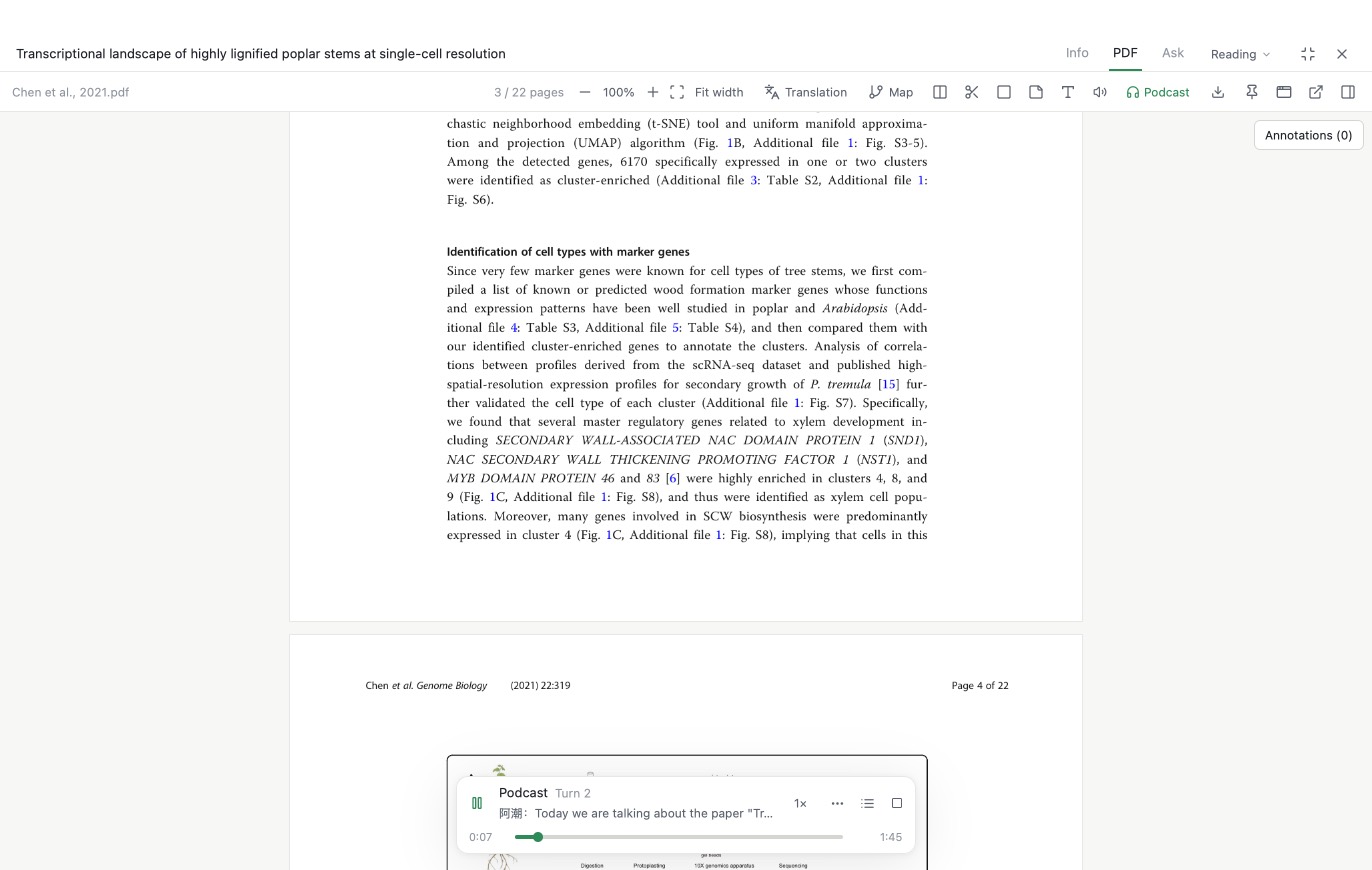 Transcriptional landscape of highly lignified poplar stems at single-cell resolution
Info
PDF
Ask
Reading
Chen et al., 2021.pdf
3 / 22 pages
100%
Fit width
Translation
Map
Podcast
Annotations (0)
chastic neighborhood embedding (t-SNE) tool and uniform manifold approxima-
tion and projection (UMAP) algorithm (Fig. 1B, Additional file 1: Fig. S3-5).
Among the detected genes, 6170 specifically expressed in one or two clusters
were identified as cluster-enriched (Additional file 3: Table S2, Additional file 1:
Fig. S6).
Identification of cell types with marker genes
Since very few marker genes were known for cell types of tree stems, we first com-
piled a list of known or predicted wood formation marker genes whose functions
and expression patterns have been well studied in poplar and Arabidopsis (Add-
itional file 4: Table S3, Additional file 5: Table S4), and then compared them with
our identified cluster-enriched genes to annotate the clusters. Analysis of correla-
tions between profiles derived from the scRNA-seq dataset and published high-
spatial-resolution expression profiles for secondary growth of P. tremula [15] fur-
ther validated the cell type of each cluster (Additional file 1: Fig. S7). Specifically,
we found that several master regulatory genes related to xylem development in-
cluding SECONDARY WALL-ASSOCIATED NAC DOMAIN PROTEIN 1 (SND1),
NAC SECONDARY WALL THICKENING PROMOTING FACTOR 1 (NST1), and
MYB DOMAIN PROTEIN 46 and 83 [6] were highly enriched in clusters 4, 8, and
9 (Fig. 1C, Additional file 1: Fig. S8), and thus were identified as xylem cell popu-
lations. Moreover, many genes involved in SCW biosynthesis were predominantly
expressed in cluster 4 (Fig. 1C, Additional file 1: Fig. S8), implying that cells in this
Chen et al. Genome Biology (2021) 22:319
Page 4 of 22
Podcast Turn 2
阿潮：Today we are talking about the paper "Tr...
1×
0:07
1:45
Digestion
Protoplasting
10X genomics apparatus
Sequencing